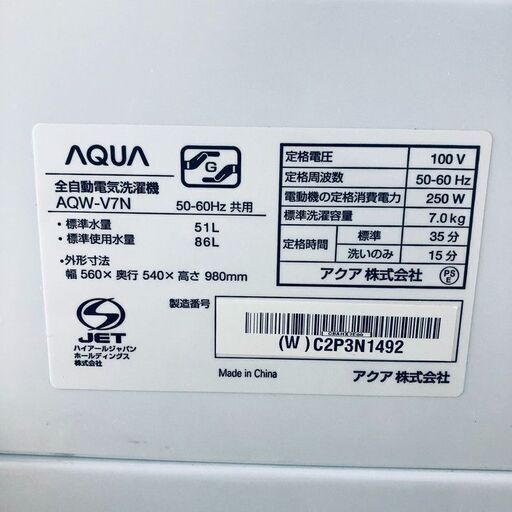 AQUA
G
全自動電気洗濯機
AQW-V7N
50-60Hz 共用
・標準水量 51L
・標準使用水量 86L
・外形寸法
幅 560× 奥行 540× 高さ 980mm
定格電圧 100 V
定格周波数 50-60 Hz
電動機の定格消費電力 250 W
標準洗濯容量 7.0 kg
定格時間 標準 35 分
洗いのみ 15 分
アクア 株式会社
PS
E
S
JET
ハイアールジャパン
ホールディングス
株式会社
製造番号
(W) C2P3N1492
Made in China
アクア 株式会社